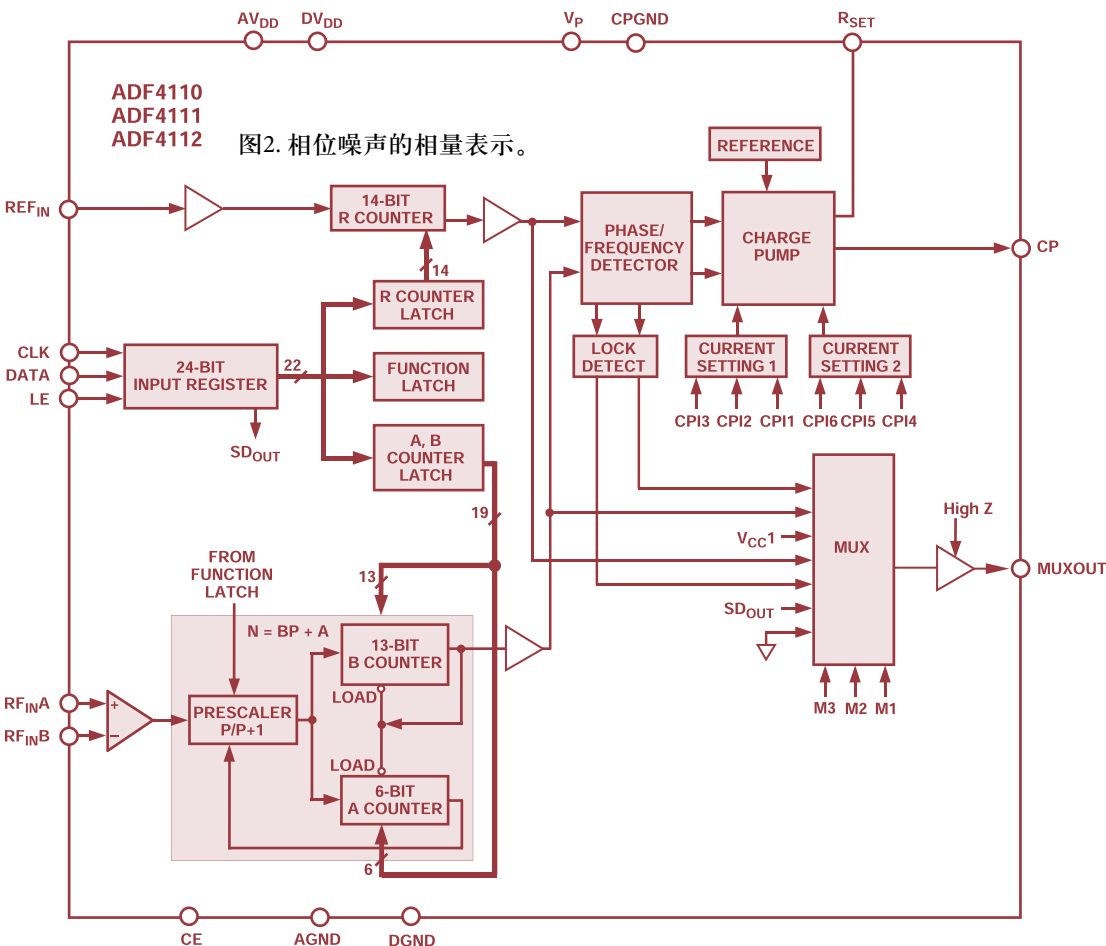 AVDD DVDD VP CPGND RSET
ADF4110
ADF4111
ADF4112
图2. 相位噪声的相量表示。
REFERENCE
REFIN
14-BIT
R COUNTER
PHASE/
FREQUENCY
DETECTOR
CHARGE
PUMP
CP
14
R COUNTER
LATCH
CLK
DATA
LE
24-BIT
INPUT REGISTER
22
FUNCTION
LATCH
SDOUT
A, B
COUNTER
LATCH
LOCK
DETECT
CURRENT
SETTING 1
CURRENT
SETTING 2
CPI3 CPI2 CPI1 CPI6 CPI5 CPI4
19
High Z
VCC1
MUX
MUXOUT
SDOUT
M3 M2 M1
FROM
FUNCTION
LATCH
13
N = BP + A
13-BIT
B COUNTER
LOAD
RFINA
RFINB
+
−
PRESCALER
P/P+1
LOAD
6-BIT
A COUNTER
6
CE AGND DGND